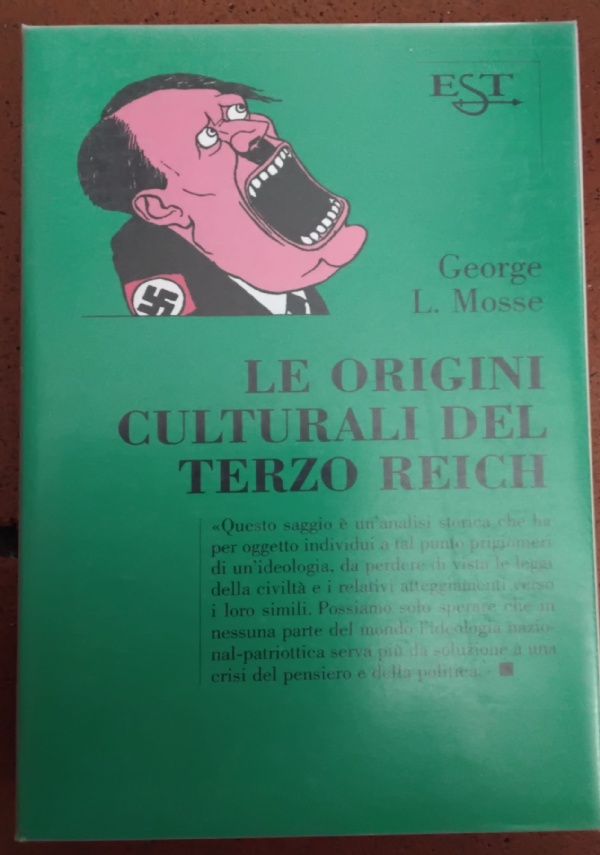 EST
George
L. Mosse
LE ORIGINI
CULTURALI DEL
TERZO REICH
«Questo saggio è un'analisi storica che ha
per oggetto individui a tal punto prigionieri
di un'ideologia, da perdere di vista le leggi
della civiltà e i relativi atteggiamenti verso
i loro simili. Possiamo solo sperare che in
nessuna parte del mondo l'ideologia nazio-
nal-patriottica serva più da soluzione a una
crisi del pensiero e della politica.»